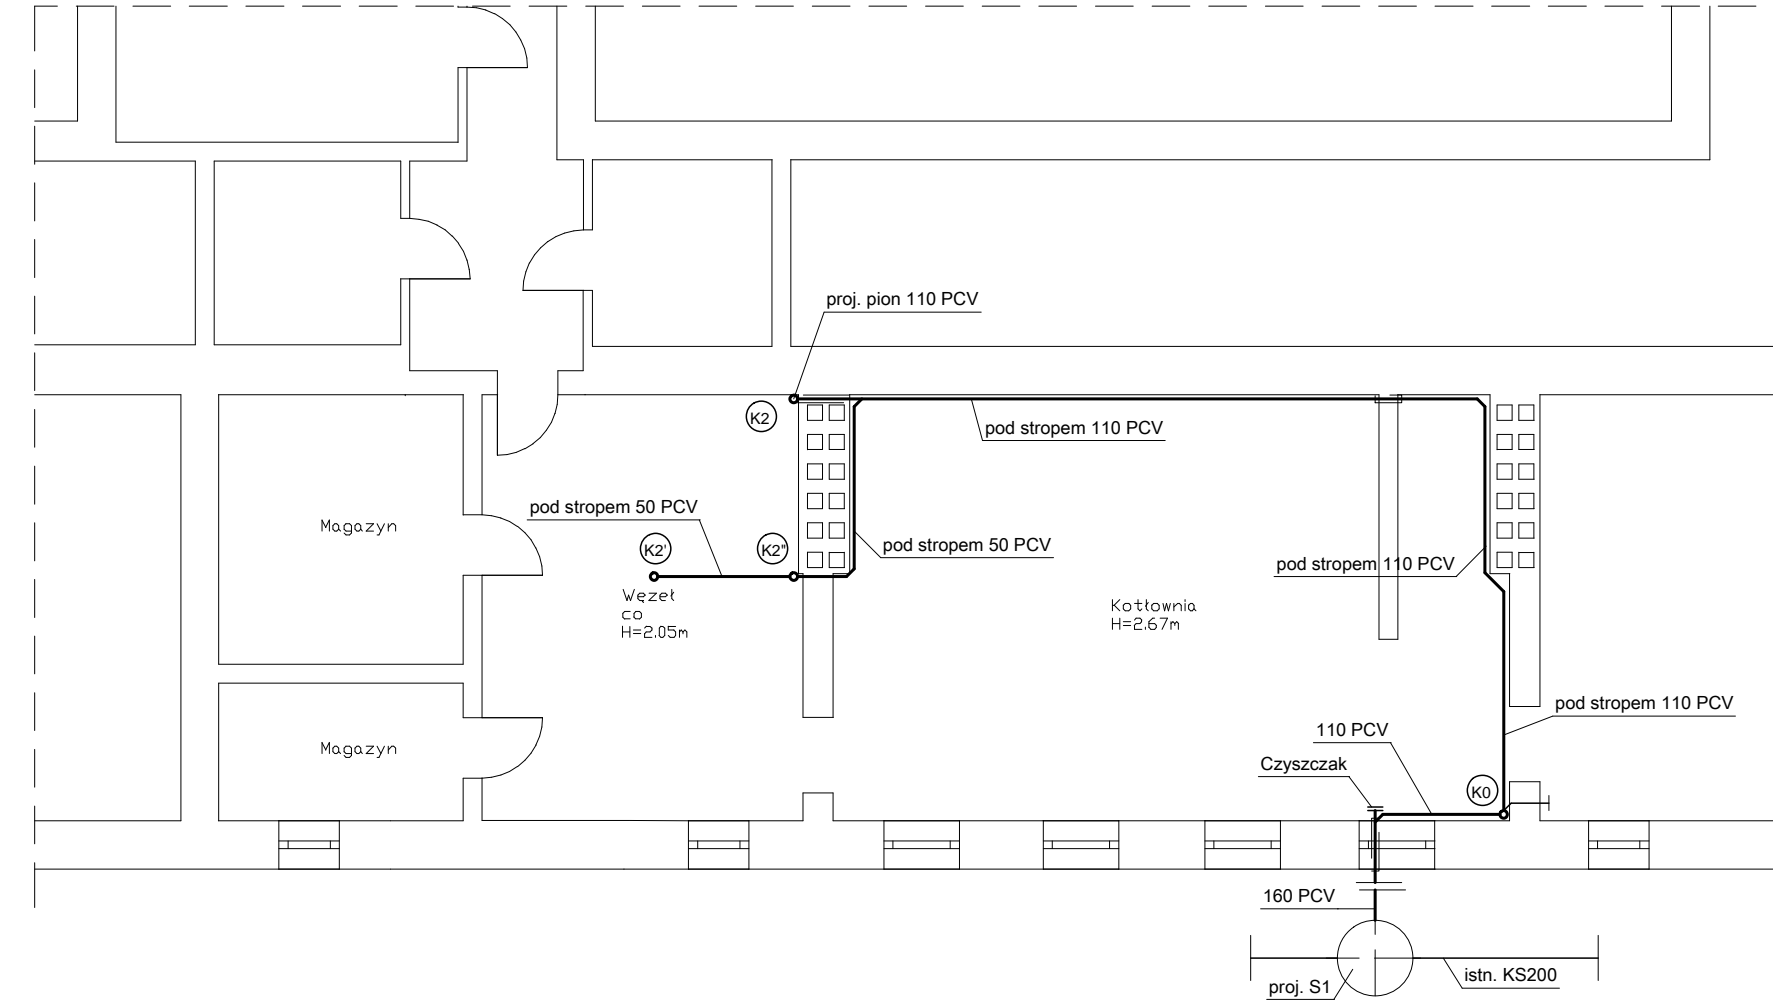 proj. pion 110 PCV
K2
pod stropem 110 PCV
pod stropem 50 PCV
Magazyn
K2'
K2"
pod stropem 50 PCV
pod stropem 110 PCV
Węzeł
co
H=2.05m
Kotłownia
H=2.67m
pod stropem 110 PCV
110 PCV
Magazyn
Czyszczak
K0
160 PCV
proj. S1
istn. KS200